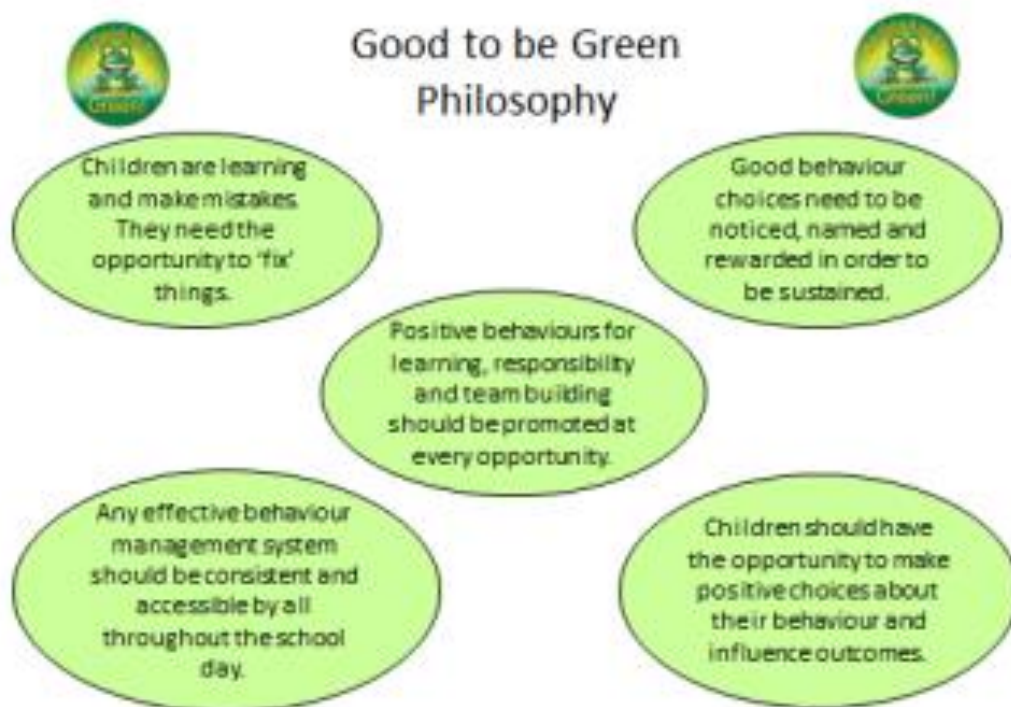 Good to be Green
Philosophy
Green!
Green!
Children are learning
and make mistakes.
They need the
opportunity to 'fix'
things.
Good behaviour
choices need to be
noticed, named and
rewarded in order to
be sustained.
Positive behaviours for
learning, responsibility
and team building
should be promoted at
every opportunity.
Any effective behaviour
management system
should be consistent and
accessible by all
throughout the school
day.
Children should have
the opportunity to make
positive choices about
their behaviour and
influence outcomes.